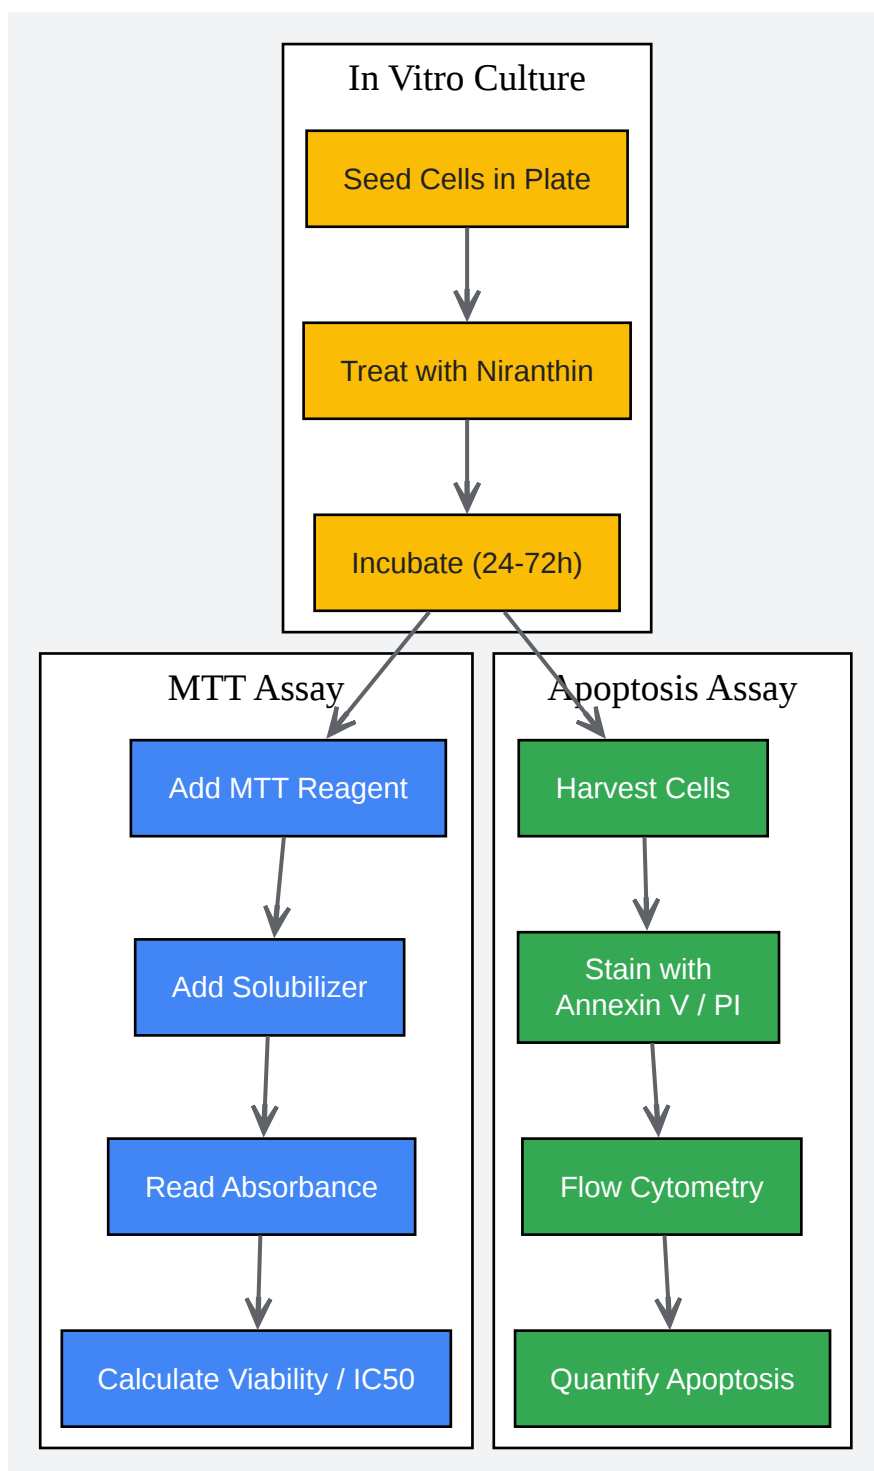 In Vitro Culture
Seed Cells in Plate
Treat with Niranthin
Incubate (24-72h)
MTT Assay
Add MTT Reagent
Add Solubilizer
Read Absorbance
Calculate Viability / IC50
Apoptosis Assay
Harvest Cells
Stain with
Annexin V / PI
Flow Cytometry
Quantify Apoptosis